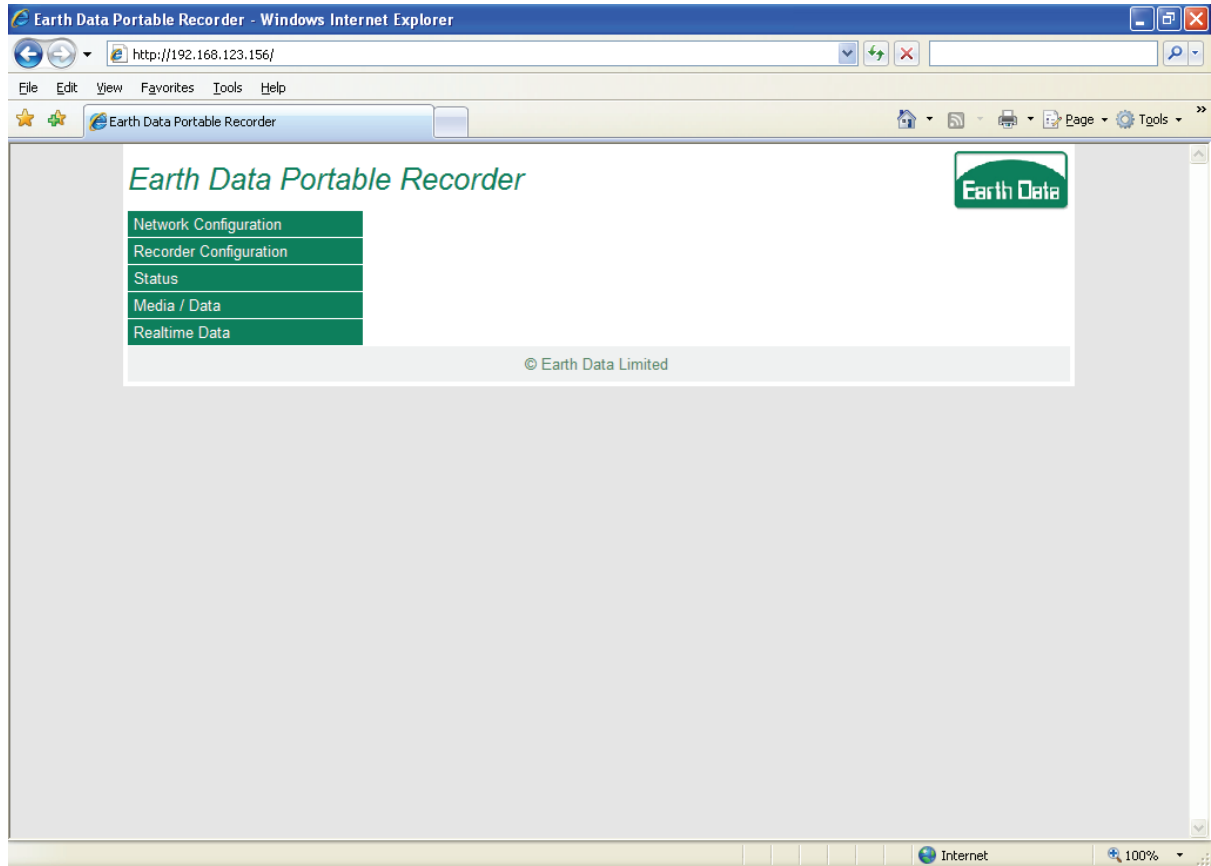 Earth Data Portable Recorder - Windows Internet Explorer
http://192.168.123.156/
File Edit View Favorites Tools Help
Earth Data Portable Recorder
Page Tools »
Earth Data Portable Recorder
Earth Data
Network Configuration
Recorder Configuration
Status
Media / Data
Realtime Data
© Earth Data Limited
Internet 100%